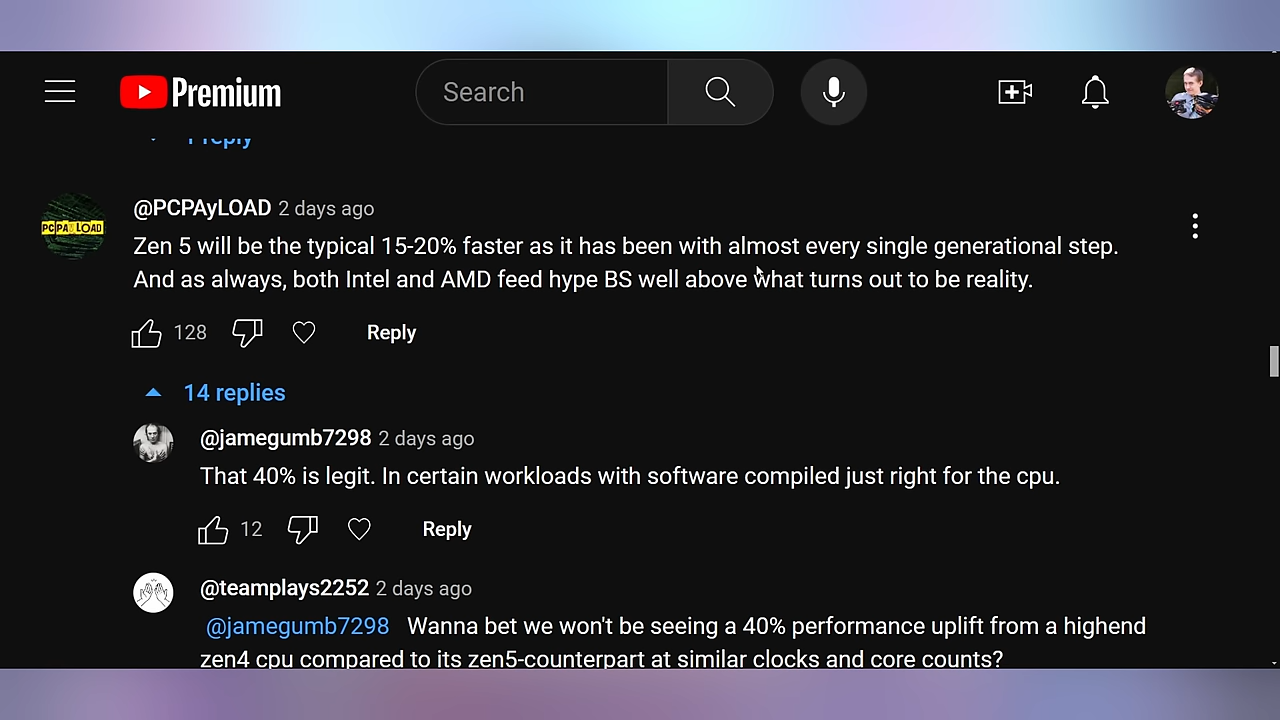 Premium
Search
1 reply
@PCPAyLOAD 2 days ago
PCPAYLOAD
Zen 5 will be the typical 15-20% faster as it has been with almost every single generational step.
And as always, both Intel and AMD feed hype BS well above what turns out to be reality.
128 Reply
14 replies
@jamegumb7298 2 days ago
That 40% is legit. In certain workloads with software compiled just right for the cpu.
12 Reply
@teamplays2252 2 days ago
@jamegumb7298 Wanna bet we won't be seeing a 40% performance uplift from a highend
zen4 cpu compared to its zen5-counterpart at similar clocks and core counts?